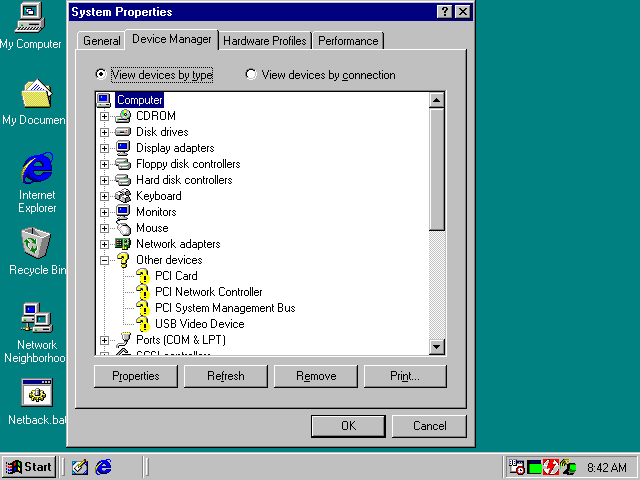 System Properties
General
Device Manager
Hardware Profiles
Performance
View devices by type
View devices by connection
Computer
CDROM
Disk drives
Display adapters
Floppy disk controllers
Hard disk controllers
Keyboard
Monitors
Mouse
Network adapters
Other devices
PCI Card
PCI Network Controller
PCI System Management Bus
USB Video Device
Ports (COM & LPT)
SCSI controllers
Properties
Refresh
Remove
Print...
OK
Cancel
My Computer
My Documen
Internet
Explorer
Recycle Bin
Network
Neighborhoo
Netback.bat
Start
8:42 AM